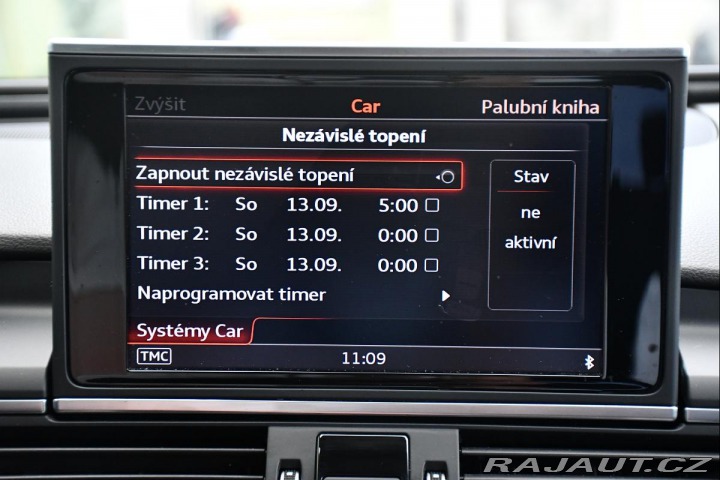 Zvýšit Car Palubní kniha
Nezávislé topení
Zapnout nezávislé topení
Stav
Timer 1: So 13.09. 5:00
ne
Timer 2: So 13.09. 0:00
aktivní
Timer 3: So 13.09. 0:00
Naprogramovat timer
Systémy Car
TMC 11:09
RAJAUT.CZ